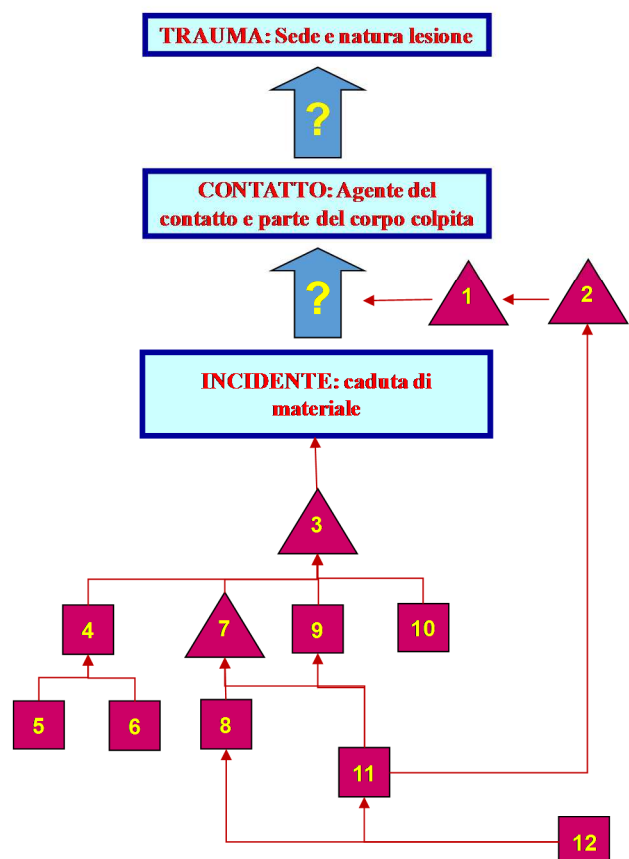 TRAUMA: Sede e natura lesione
?
CONTATTO: Agente del
contatto e parte del corpo colpita
?
1
2
INCIDENTE: caduta di
materiale
3
4
7
9
10
5
6
8
11
12